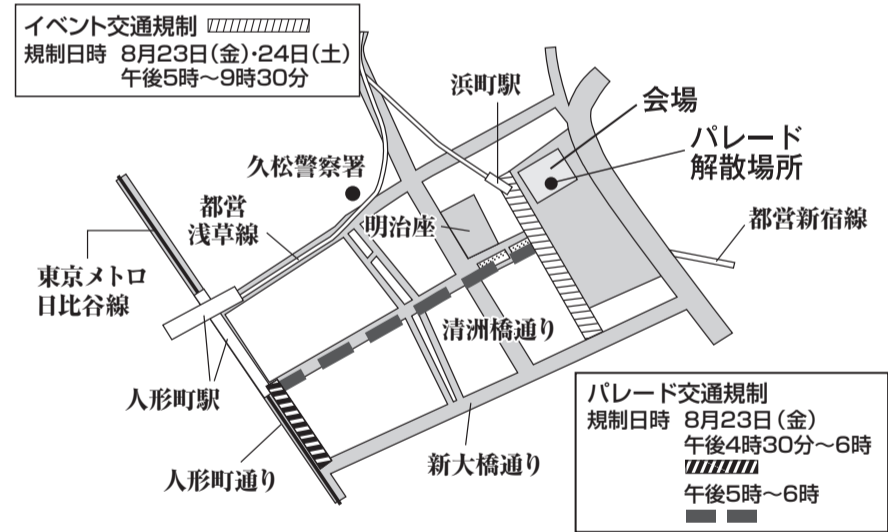 イベント交通規制
規制日時 8月23日(金)・24日(土)
午後5時～9時30分
浜町駅
会場
パレード
解散場所
久松警察署
都営
浅草線
明治座
都営新宿線
東京メトロ
日比谷線
清洲橋通り
人形町駅
人形町通り
新大橋通り
パレード交通規制
規制日時 8月23日(金)
午後4時30分～6時
午後5時～6時